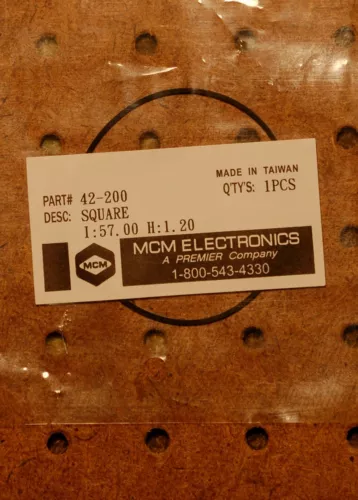 MADE IN TAIWAN
PART# 42-200 QTY'S: 1PCS
DESC: SQUARE
1:57.00 H:1.20
MCM
MCM ELECTRONICS
A PREMIER Company
1-800-543-4330